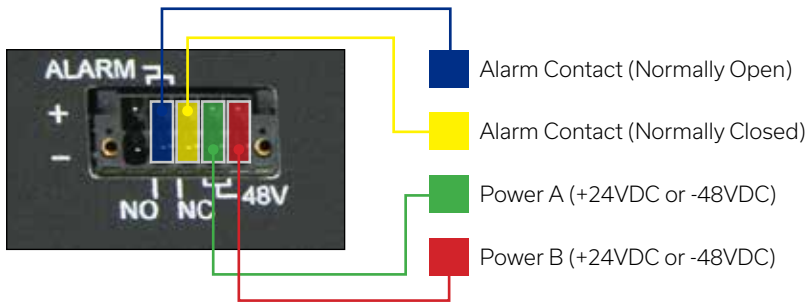 ALARM
+
−
NO NC 48V
Alarm Contact (Normally Open)
Alarm Contact (Normally Closed)
Power A (+24VDC or -48VDC)
Power B (+24VDC or -48VDC)